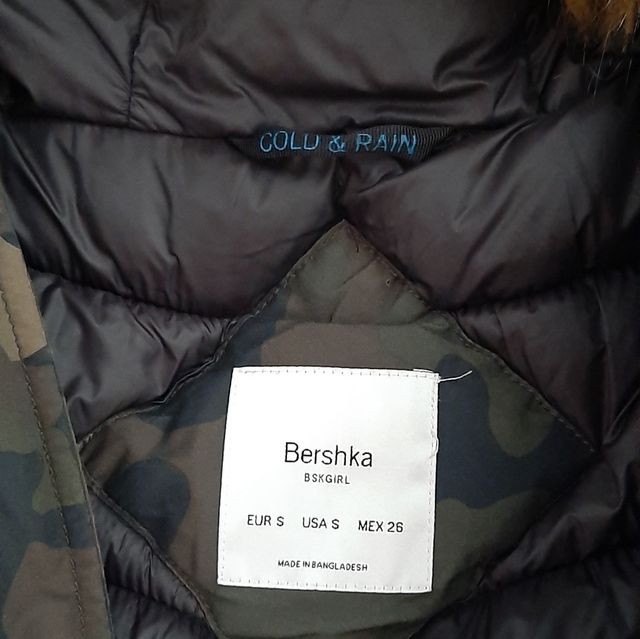 COLD & RAIN
Bershka
BSKGIRL
EUR S USA S MEX 26
MADE IN BANGLADESH